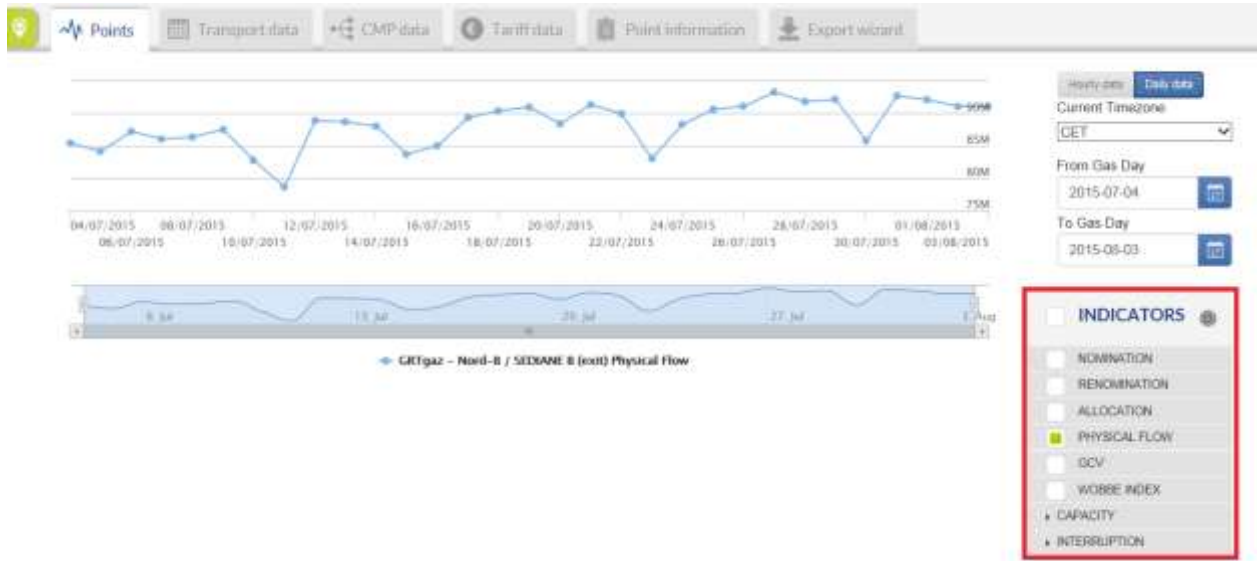 Points
Transport data
CMP data
Tariff data
Point information
Export wizard
Hourly data
Daily data
Current Timezone
CET
From Gas Day
2015-07-04
To Gas Day
2015-08-03
90M
85M
80M
75M
04/07/2015
08/07/2015
12/07/2015
16/07/2015
20/07/2015
24/07/2015
28/07/2015
01/08/2015
06/07/2015
10/07/2015
14/07/2015
18/07/2015
22/07/2015
26/07/2015
30/07/2015
03/08/2015
6. Jul
13. Jul
20. Jul
27. Jul
Aug
GRTgaz - Nord-B / SEDIANE B (exit) Physical Flow
INDICATORS
NOMINATION
RENOMINATION
ALLOCATION
PHYSICAL FLOW
GCV
WOBBE INDEX
CAPACITY
INTERRUPTION